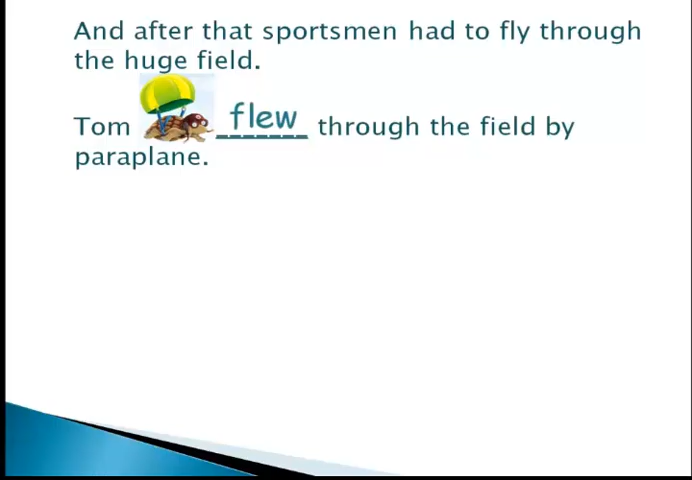 And after that sportsmen had to fly through
the huge field.
Tom flew through the field by
paraplane.